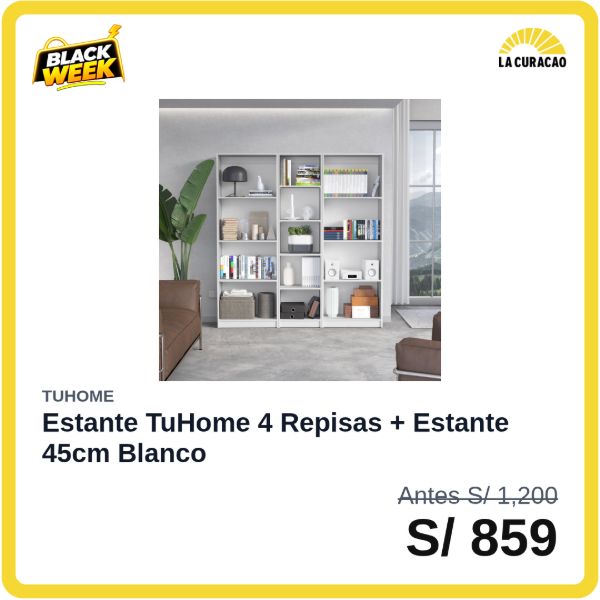 BLACK
WEEK
LA CURACAO
TUHOME
Estante TuHome 4 Repisas + Estante
45cm Blanco
Antes S/ 1,200
S/ 859